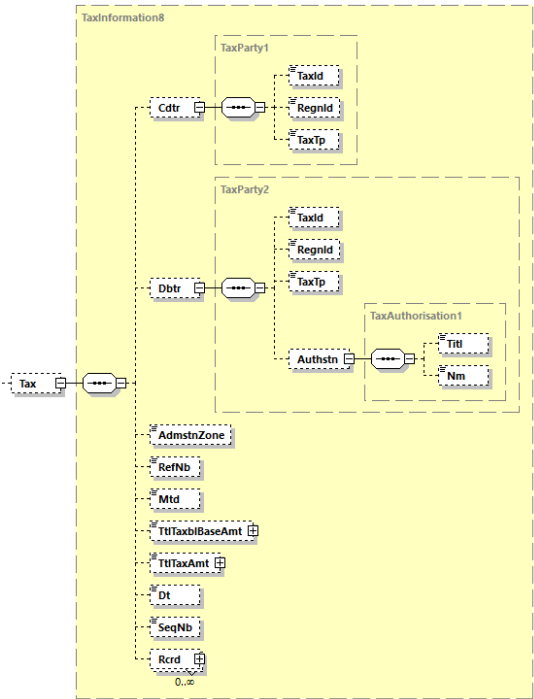 TaxInformation8
TaxParty1
TaxId
Cdtr
RegnId
TaxTp
TaxParty2
TaxId
RegnId
TaxTp
Dbtr
TaxAuthorisation1
Titl
Authstn
Nm
Tax
AdmstnZone
RefNb
Mtd
TtlTaxblBaseAmt
TtlTaxAmt
Dt
SeqNb
Rcrd
0..∞